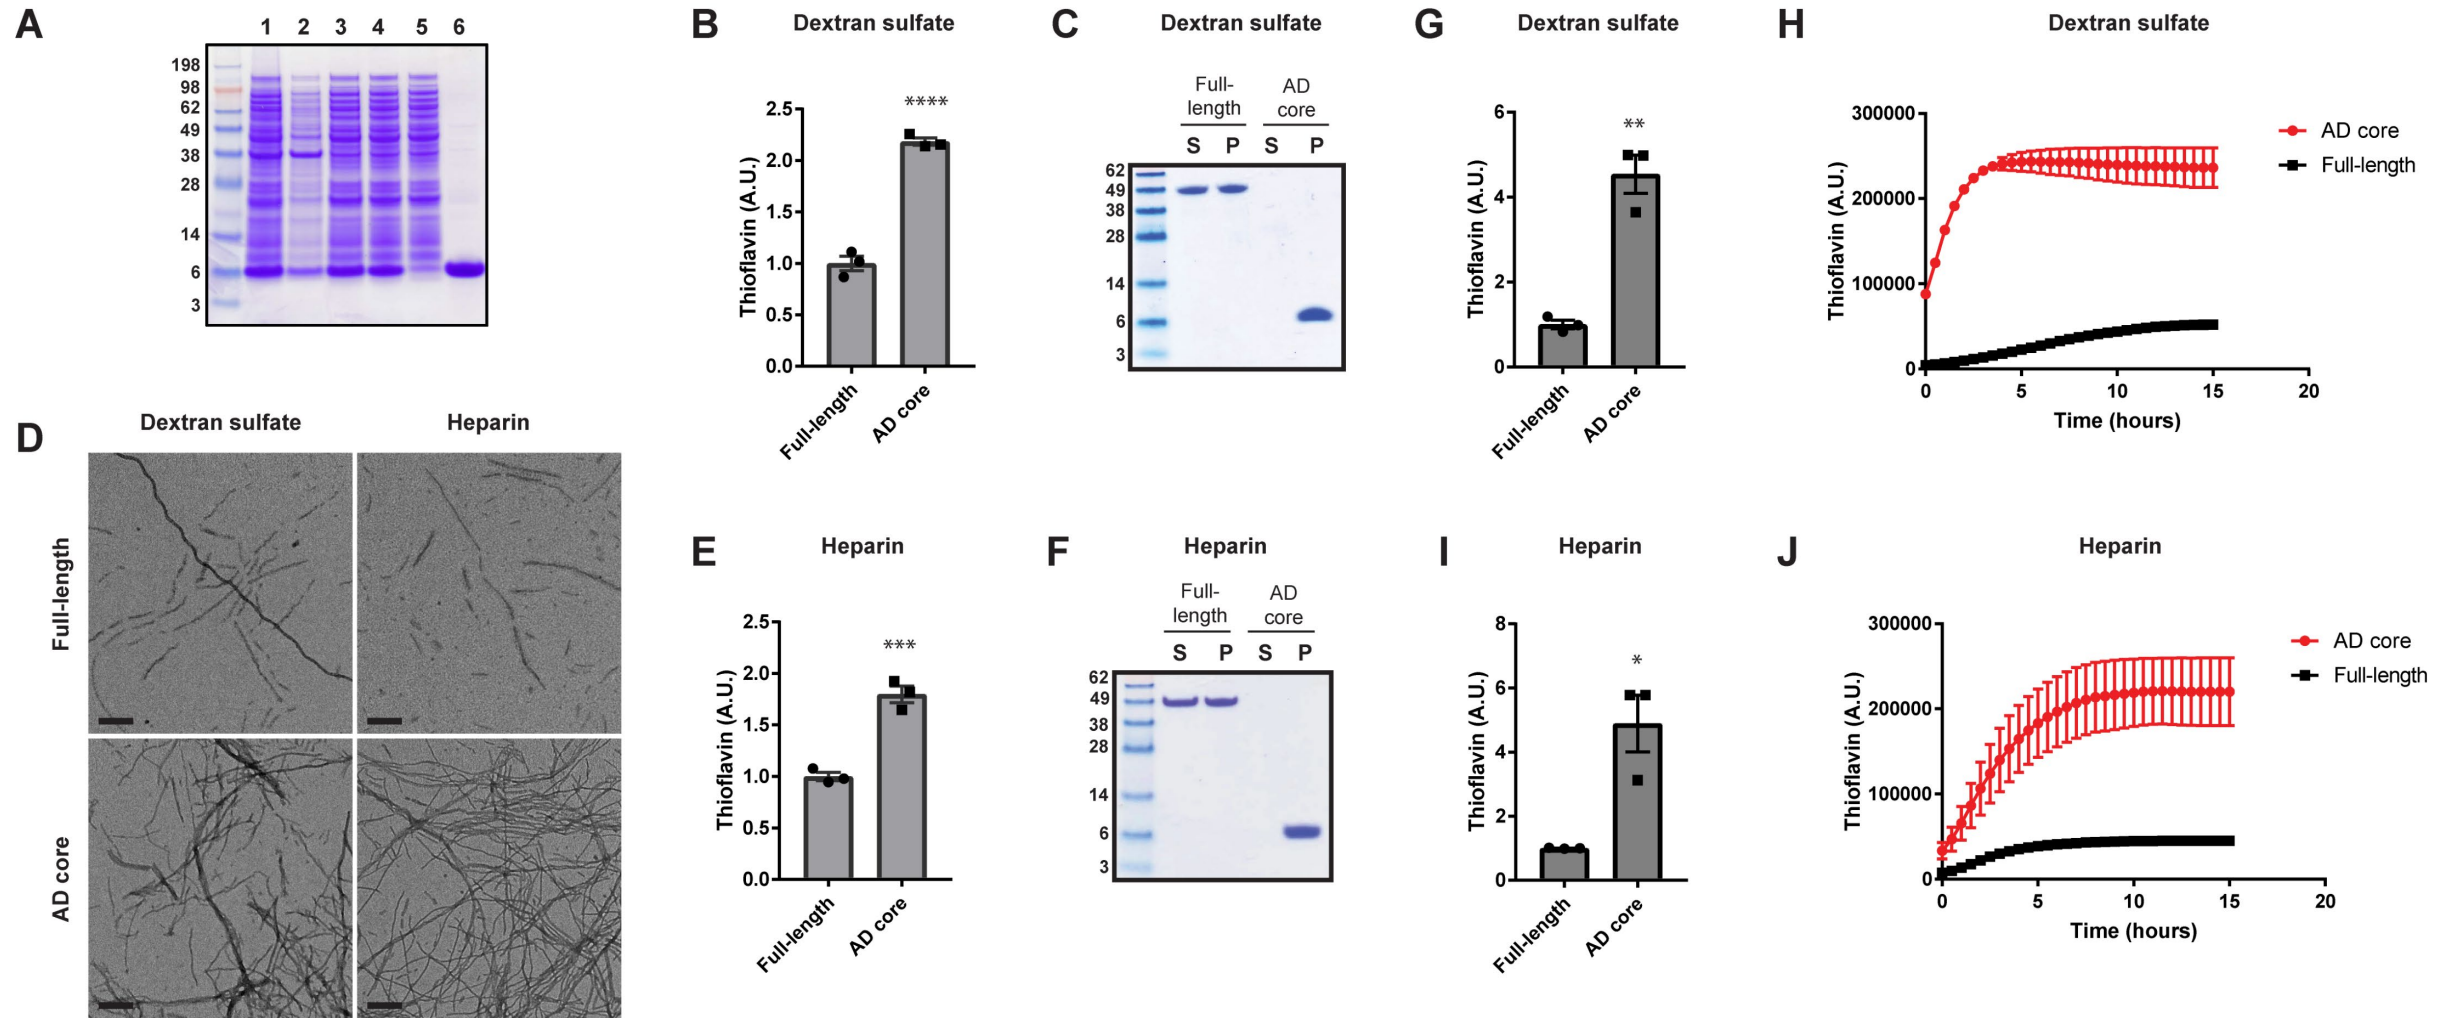 A
1 2 3 4 5 6
198
98
62
49
38
28
14
6
3
B
Dextran sulfate
Thioflavin (A.U.)
2.5
2.0
1.5
1.0
0.5
0.0
****
Full-length
AD core
C
Dextran sulfate
Full-
length
AD
core
S P S P
62
49
38
28
14
6
3
G
Dextran sulfate
Thioflavin (A.U.)
6
4
2
0
**
Full-length
AD core
H
Dextran sulfate
Thioflavin (A.U.)
300000
200000
100000
0
0 5 10 15 20
Time (hours)
AD core
Full-length
D
Dextran sulfate
Heparin
Full-length
AD core
E
Heparin
Thioflavin (A.U.)
2.5
2.0
1.5
1.0
0.5
0.0
***
Full-length
AD core
F
Heparin
Full-
length
AD
core
S P S P
62
49
38
28
14
6
3
I
Heparin
Thioflavin (A.U.)
8
6
4
2
0
*
Full-length
AD core
J
Heparin
Thioflavin (A.U.)
300000
200000
100000
0
0 5 10 15 20
Time (hours)
AD core
Full-length